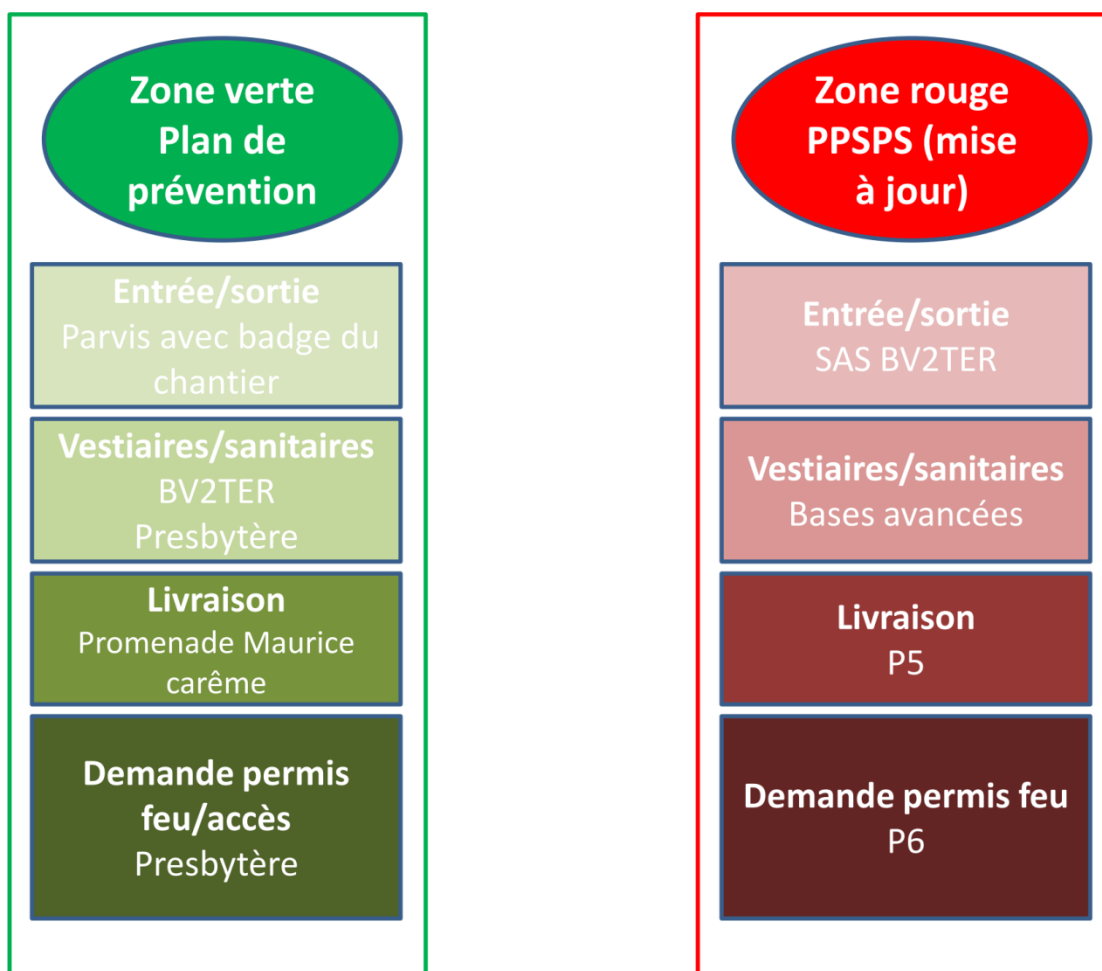 Zone verte
Plan de
prévention
Entrée/sortie
Parvis avec badge du
chantier
Vestiaires/sanitaires
BV2TER
Presbytère
Livraison
Promenade Maurice
carême
Demande permis
feu/accès
Presbytère
Zone rouge
PPSPS (mise
à jour)
Entrée/sortie
SAS BV2TER
Vestiaires/sanitaires
Bases avancées
Livraison
P5
Demande permis feu
P6